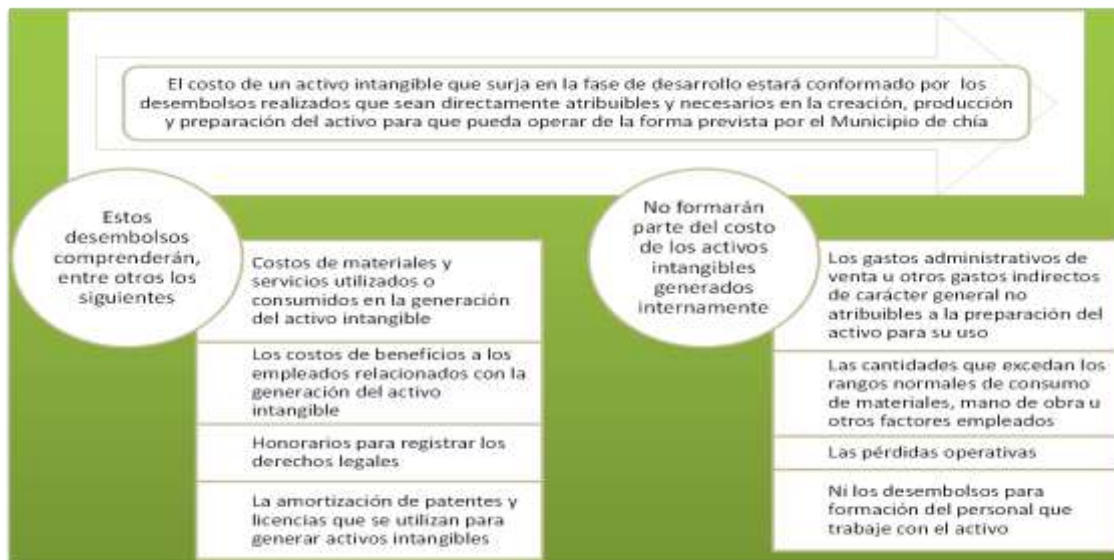 El costo de un activo intangible que surja en la fase de desarrollo estará conformado por los
desembolsos realizados que sean directamente atribuibles y necesarios en la creación, producción
y preparación del activo para que pueda operar de la forma prevista por el Municipio de chía
Estos
desembolsos
comprenderán,
entre otros los
siguientes
Costos de materiales y
servicios utilizados o
consumidos en la generación
del activo intangible
Los costos de beneficios a los
empleados relacionados con la
generación del activo
intangible
Honorarios para registrar los
derechos legales
La amortización de patentes y
licencias que se utilizan para
generar activos intangibles
No formarán
parte del costo
de los activos
intangibles
generados
internamente
Los gastos administrativos de
venta u otros gastos indirectos
de carácter general no
atribuibles a la preparación del
activo para su uso
Las cantidades que excedan los
rangos normales de consumo
de materiales, mano de obra u
otros factores empleados
Las pérdidas operativas
Ni los desembolsos para
formación del personal que
trabaje con el activo